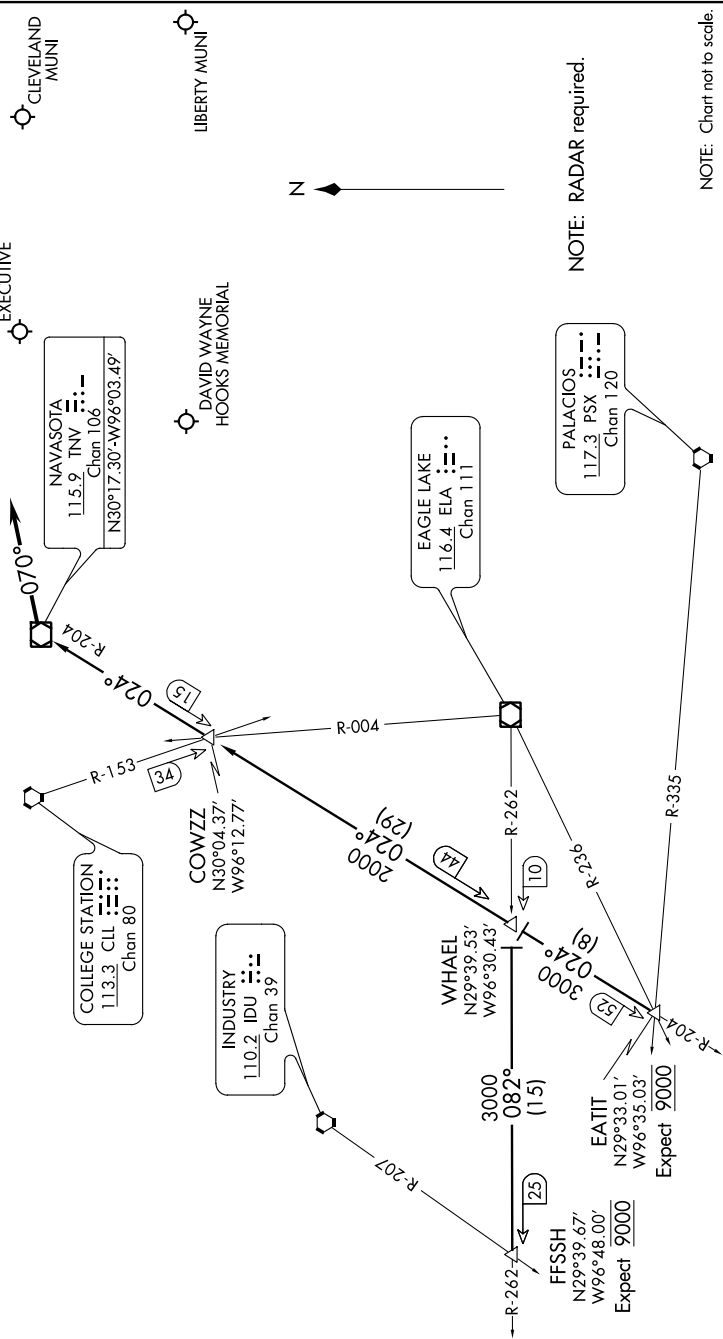 CLEVELAND
MUNI
LIBERTY MUNI
EXECUTIVE
DAVID WAYNE
HOOKS MEMORIAL
N
NOTE: RADAR required.
NOTE: Chart not to scale.
NAVASOTA
115.9 TNV
Chan 106
N30°17.30'-W96°03.49'
070°
R-204
024°
15
COLLEGE STATION
113.3 CLL
Chan 80
R-153
34
COWZZ
N30°04.37'
W96°12.77'
R-004
EAGLE LAKE
116.4 ELA
Chan 111
2000
024°
(29)
44
INDUSTRY
110.2 IDU
Chan 39
R-207
WHAEL
N29°39.53'
W96°30.43'
R-262
10
R-236
3000
024°
(8)
52
R-204
3000
082°
(15)
25
R-262
FFSSH
N29°39.67'
W96°48.00'
Expect 9000
EATIT
N29°33.01'
W96°35.03'
Expect 9000
R-335
PALACIOS
117.3 PSX
Chan 120